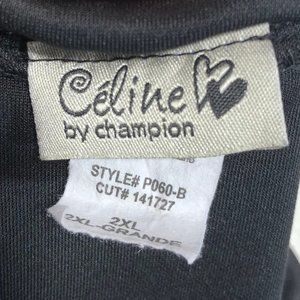 Céline
by champion
STYLE# P060-B
CUT# 141727
2XL
2XL-GRANDE